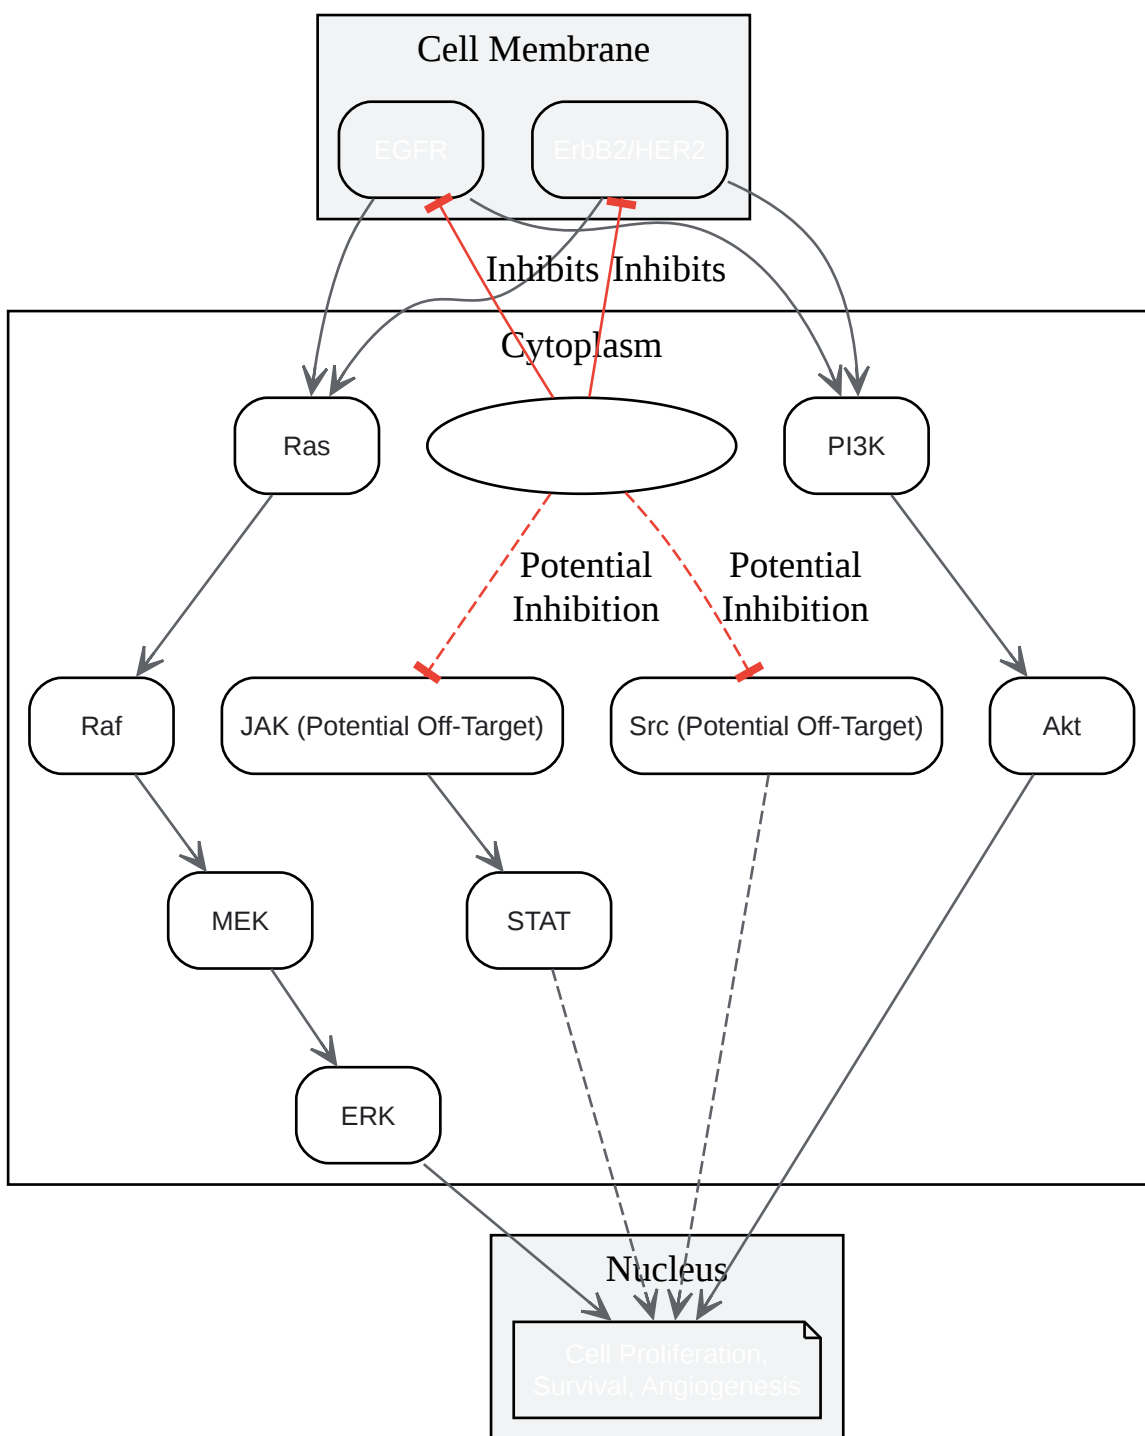 Cell Membrane
EGFR
ErbB2/HER2
Inhibits
Inhibits
Cytoplasm
Ras
PI3K
Potential
Inhibition
Potential
Inhibition
Raf
JAK (Potential Off-Target)
Src (Potential Off-Target)
Akt
MEK
STAT
ERK
Nucleus
Cell Proliferation,
Survival, Angiogenesis